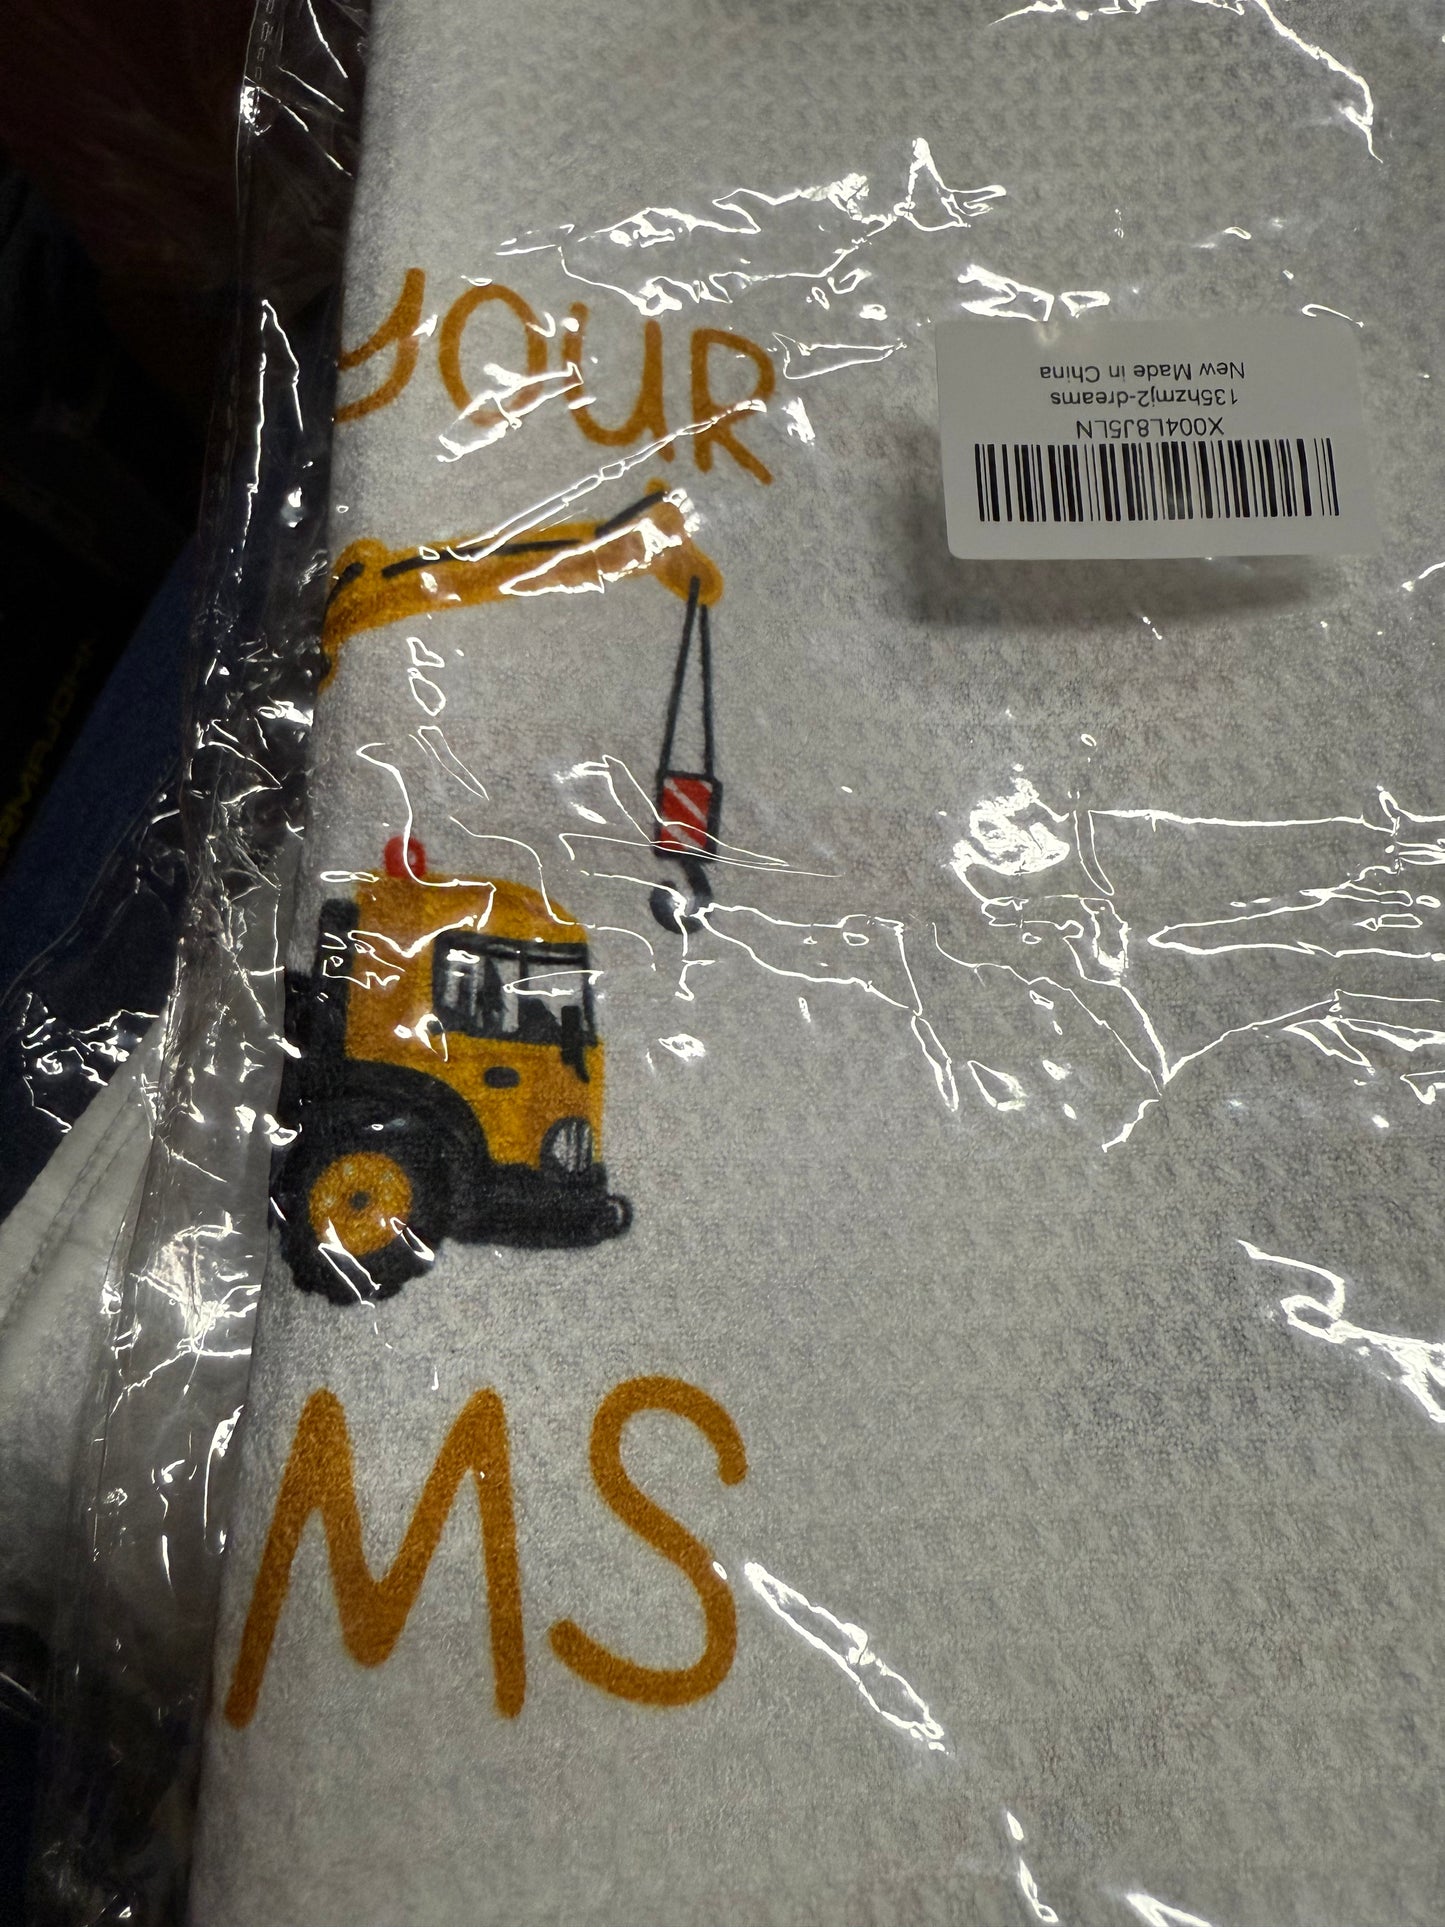 YOUR
MS
X004L8J5LN
135hzmj2-dreams
New Made in China